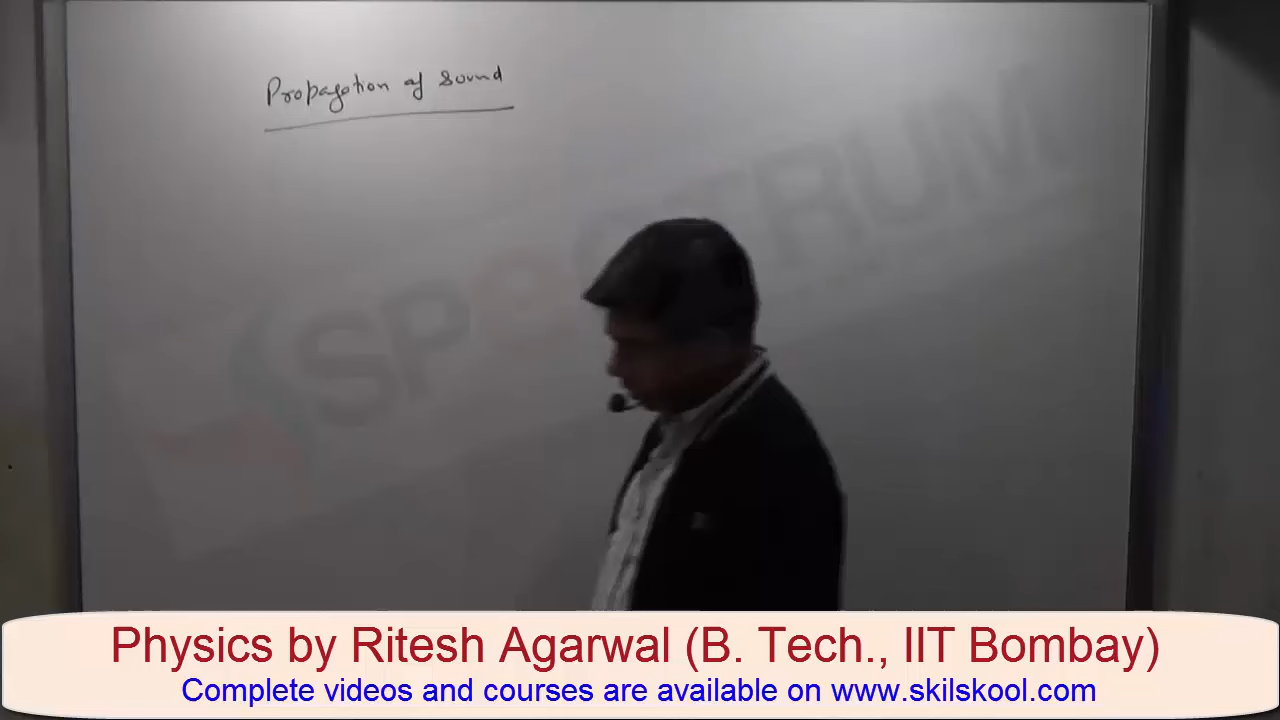 Propagation of Sound
SPECTRUM
Physics by Ritesh Agarwal (B. Tech., IIT Bombay)
Complete videos and courses are available on www.skilskool.com